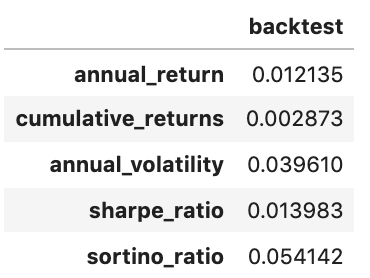 backtest
annual_return 0.012135
cumulative_returns 0.002873
annual_volatility 0.039610
sharpe_ratio 0.013983
sortino_ratio 0.054142